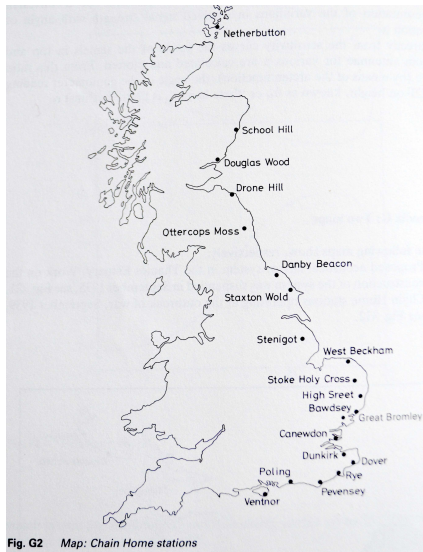 Netherbutton
School Hill
Douglas Wood
Drone Hill
Ottercops Moss
Danby Beacon
Staxton Wold
Stenigot
West Beckham
Stoke Holy Cross
High Sreet
Bawdsey
Great Bromley
Canewdon
Dunkirk
Dover
Poling
Rye
Pevensey
Ventnor
Fig. G2 Map: Chain Home stations